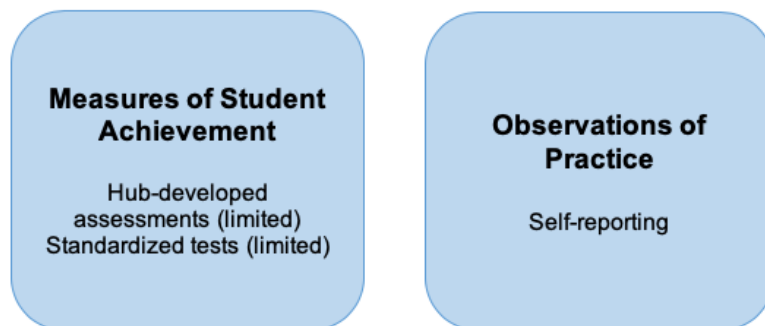 Measures of Student
Achievement
Hub-developed
assessments (limited)
Standardized tests (limited)
Observations of
Practice
Self-reporting